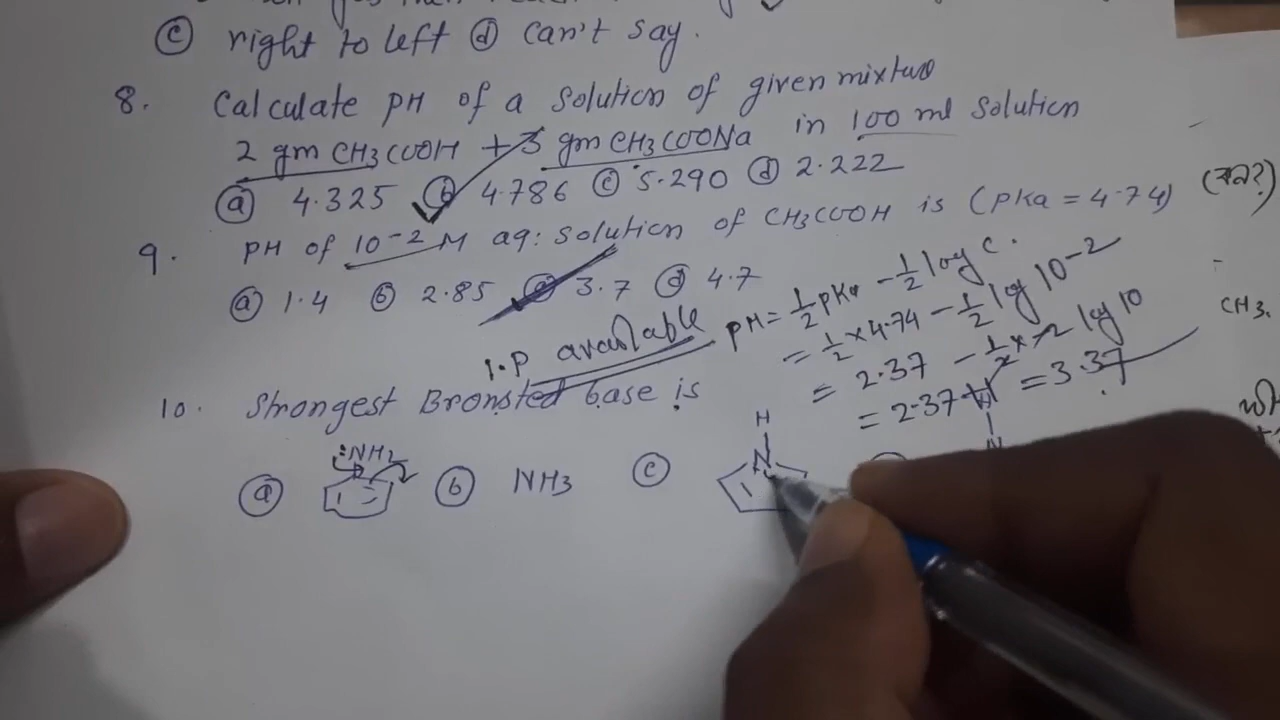 ⓒ right to left ⓓ can't say.
8. Calculate PH of a solution of given mixture
2 gm CH3COOH + 3 gm CH3COONa in 100 ml solution
ⓐ 4.325 ⓑ 4.786 ⓒ 5.290 ⓓ 2.222
9. PH of 10-2 M aq: solution of CH3COOH is (PKa = 4.74)
ⓐ 1.4 ⓑ 2.85 ⓒ 3.7 ⓓ 4.7
PH = 1/2 PKa - 1/2 log C.
= 1/2 × 4.74 - 1/2 log 10-2
= 2.37 - 1/2 × -2 log 10
= 2.37 + 1 = 3.37
l.p available
CH3.
10. Strongest Bronsted base is
ⓐ :NH2 ⓑ NH3 ⓒ H
N
N